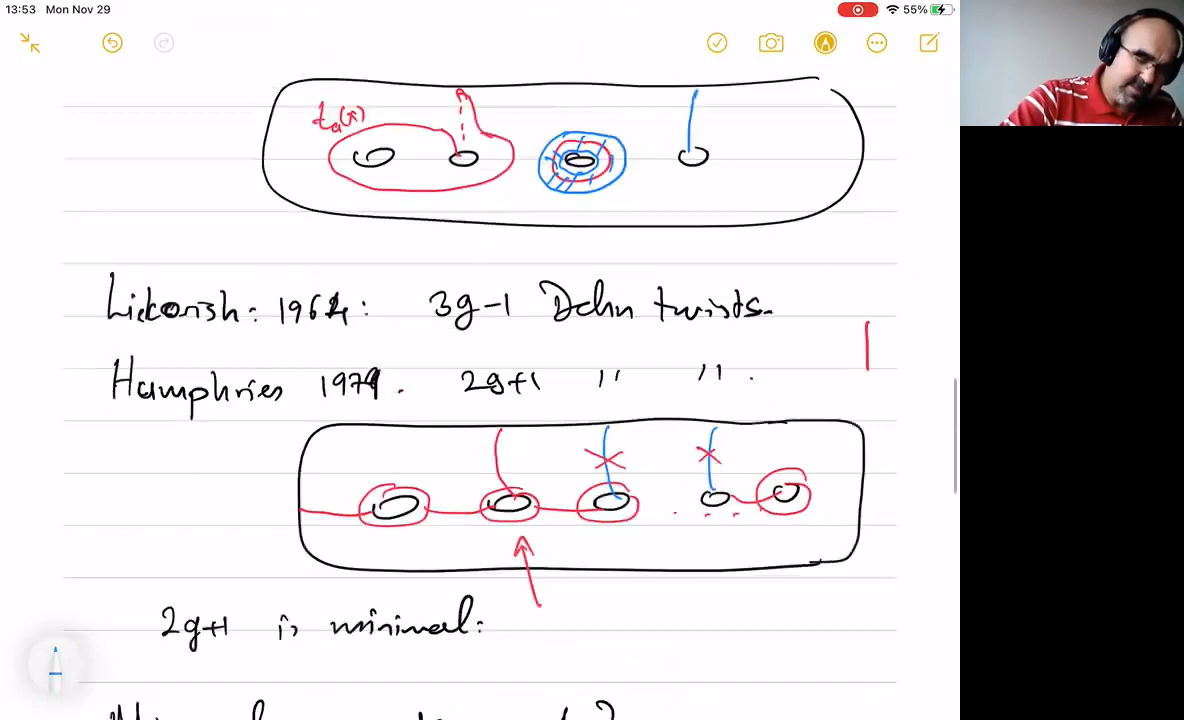 13:53 Mon Nov 29
55%
ta(x)
Lickorish: 1964: 3g-1 Dehn twists.
Humphries 1979. 2g+1 " " .
2g+1 is minimal: